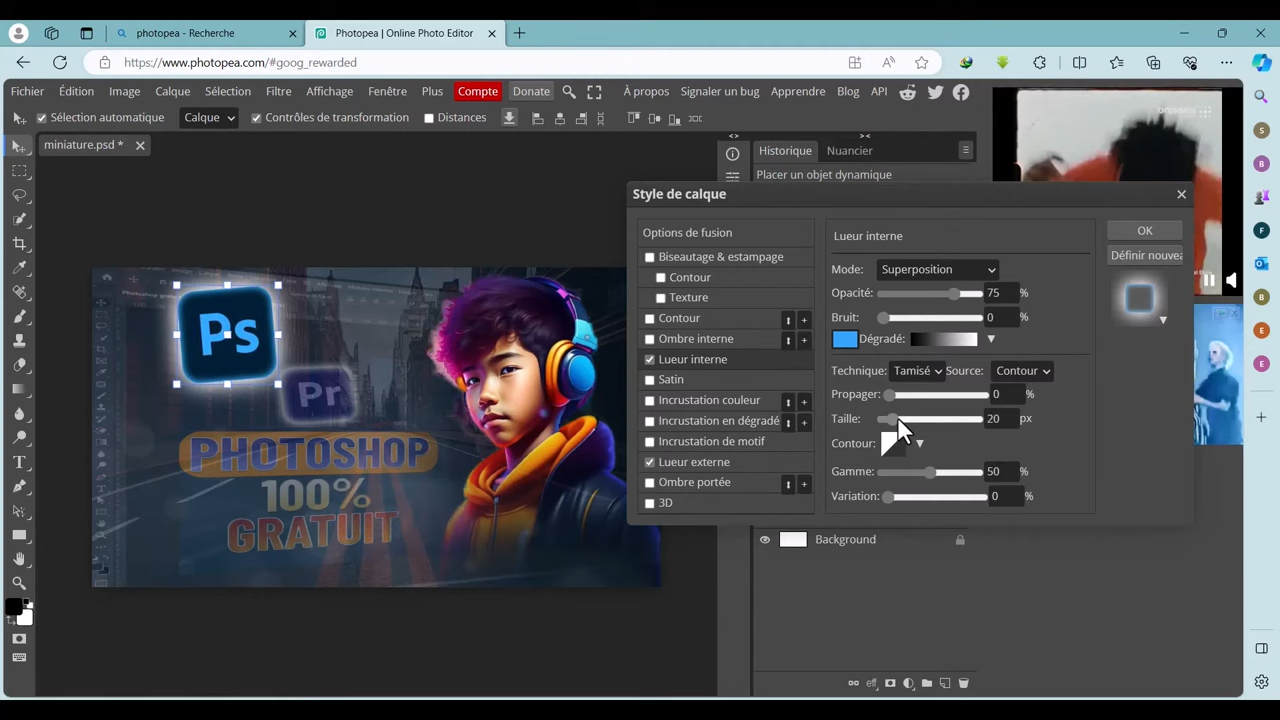 photopea - Recherche
Photopea | Online Photo Editor
https://www.photopea.com/#goog_rewarded
Fichier Édition Image Calque Sélection Filtre Affichage Fenêtre Plus Compte Donate À propos Signaler un bug Apprendre Blog API
Sélection automatique Calque Contrôles de transformation Distances
miniature.psd *
Historique Nuancier
Placer un objet dynamique
Style de calque
Options de fusion
Biseautage & estampage
Contour
Texture
Contour
Ombre interne
Lueur interne
Satin
Incrustation couleur
Incrustation en dégradé
Incrustation de motif
Lueur externe
Ombre portée
3D
Lueur interne
Mode: Superposition
Opacité: 75 %
Bruit: 0 %
Dégradé:
Technique: Tamisé Source: Contour
Propager: 0 %
Taille: 20 px
Contour:
Gamme: 50 %
Variation: 0 %
OK
Définir nouvea
Ps
Pr
PHOTOSHOP
100%
GRATUIT
Background
eff
S
B
F
B
E
E